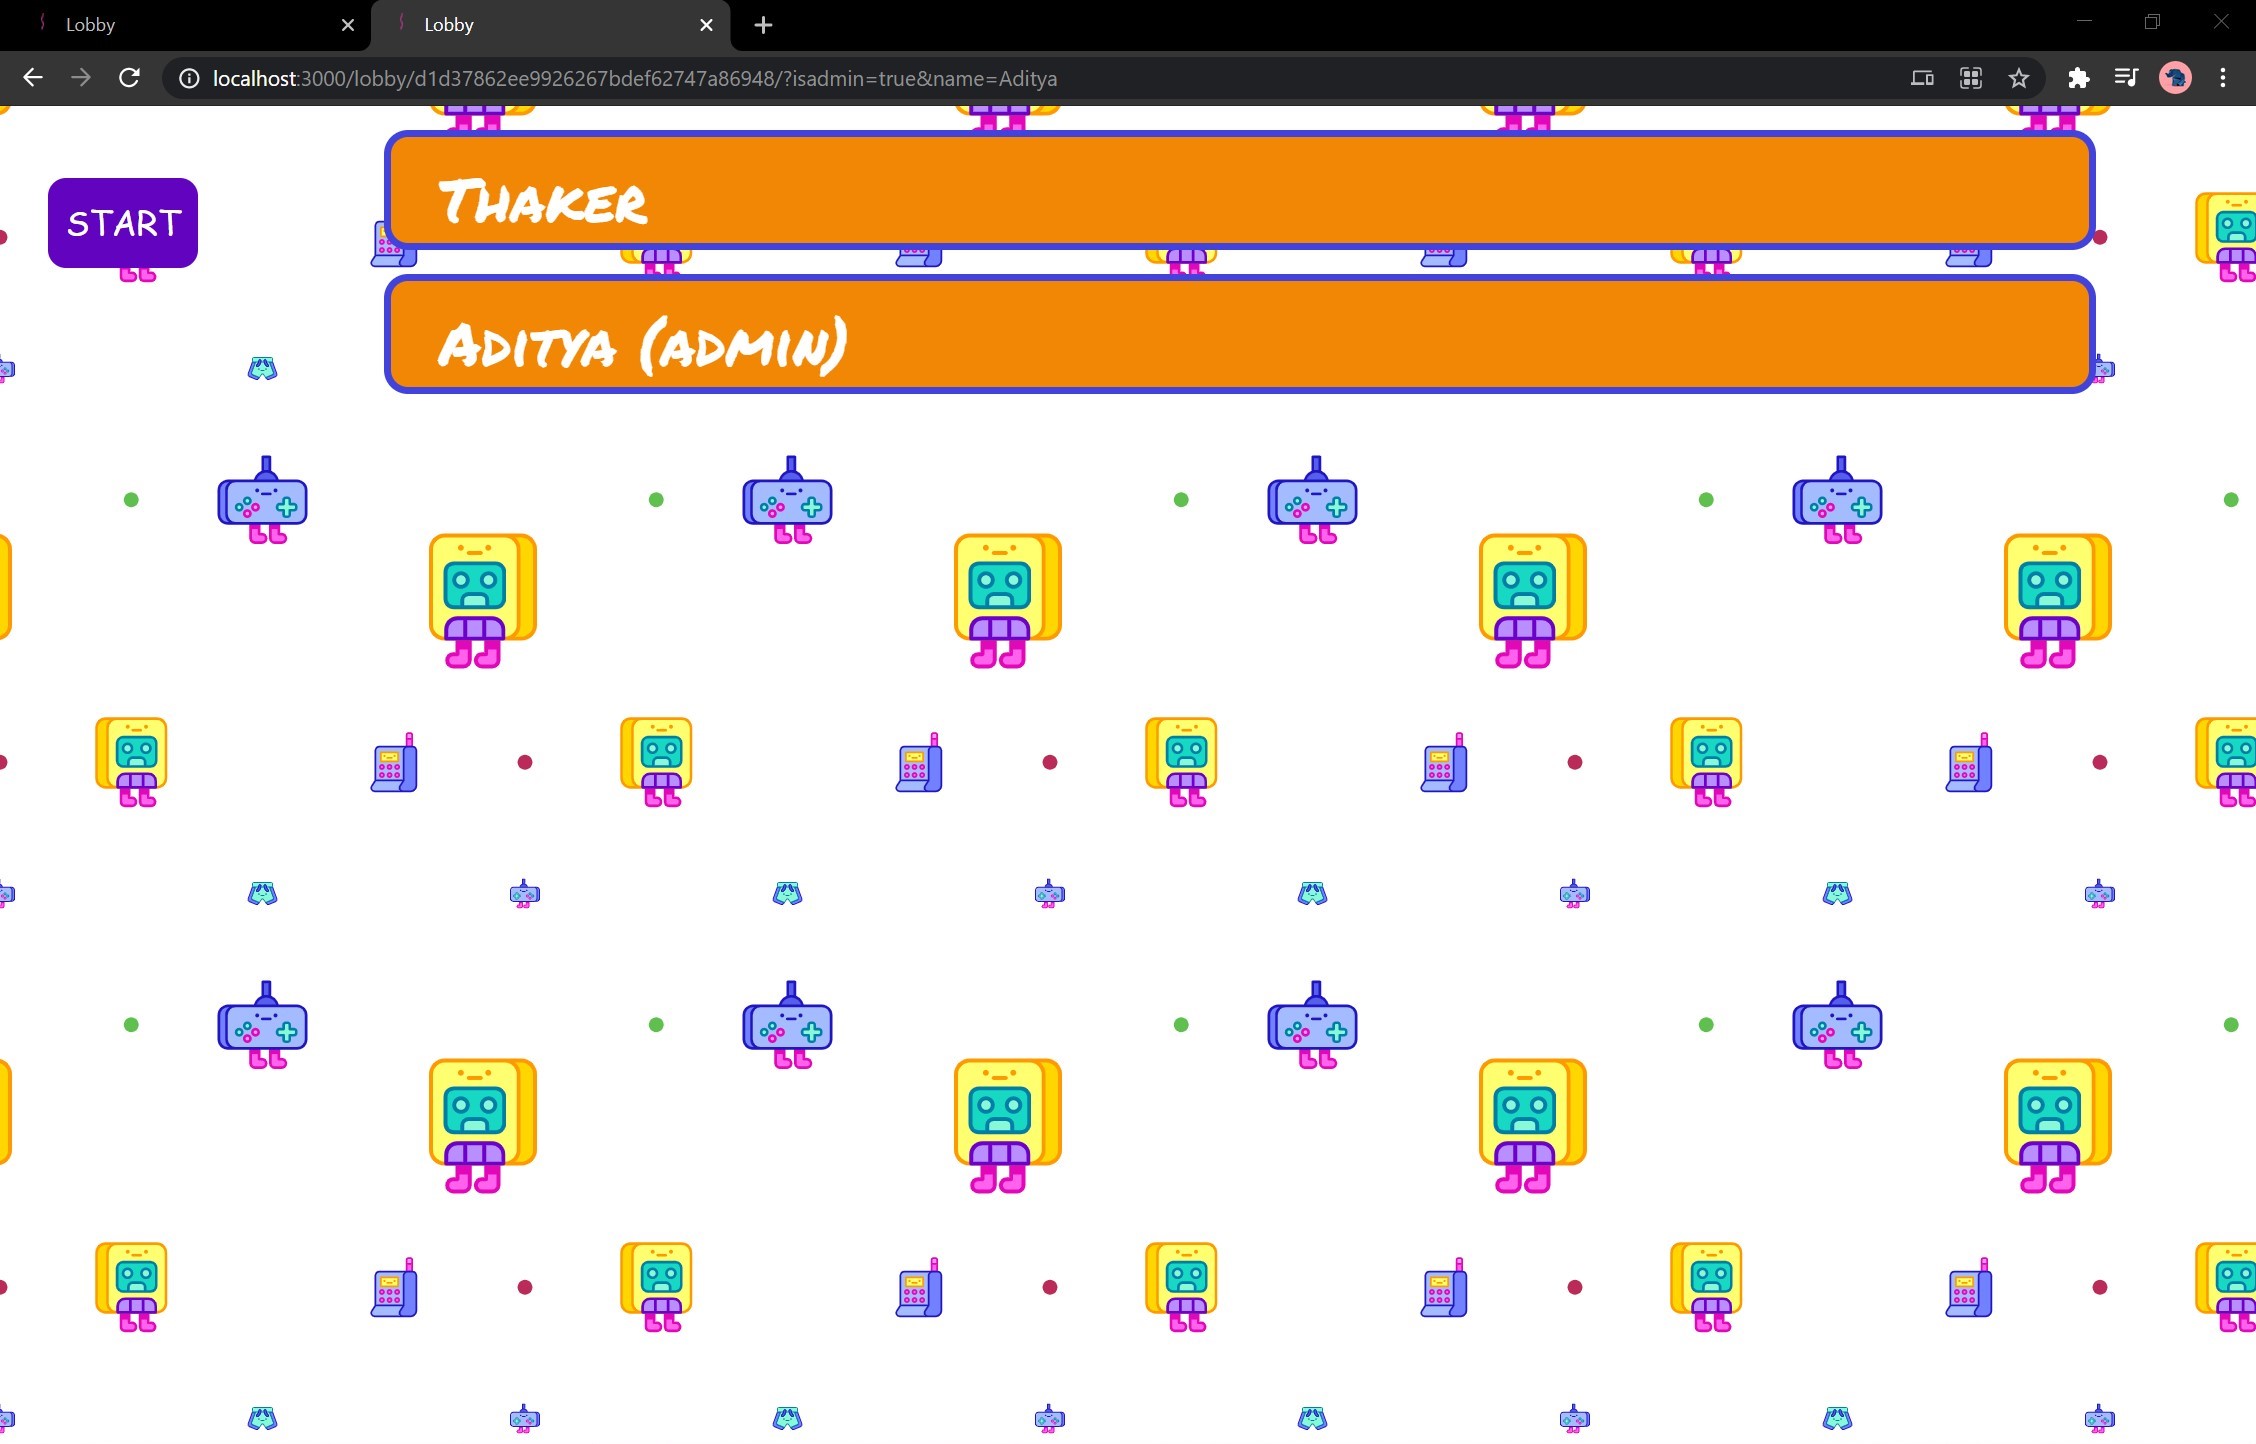 Lobby
Lobby
localhost:3000/lobby/d1d37862ee9926267bdef62747a86948/?isadmin=true&name=Aditya
START
Thaker
Aditya (admin)